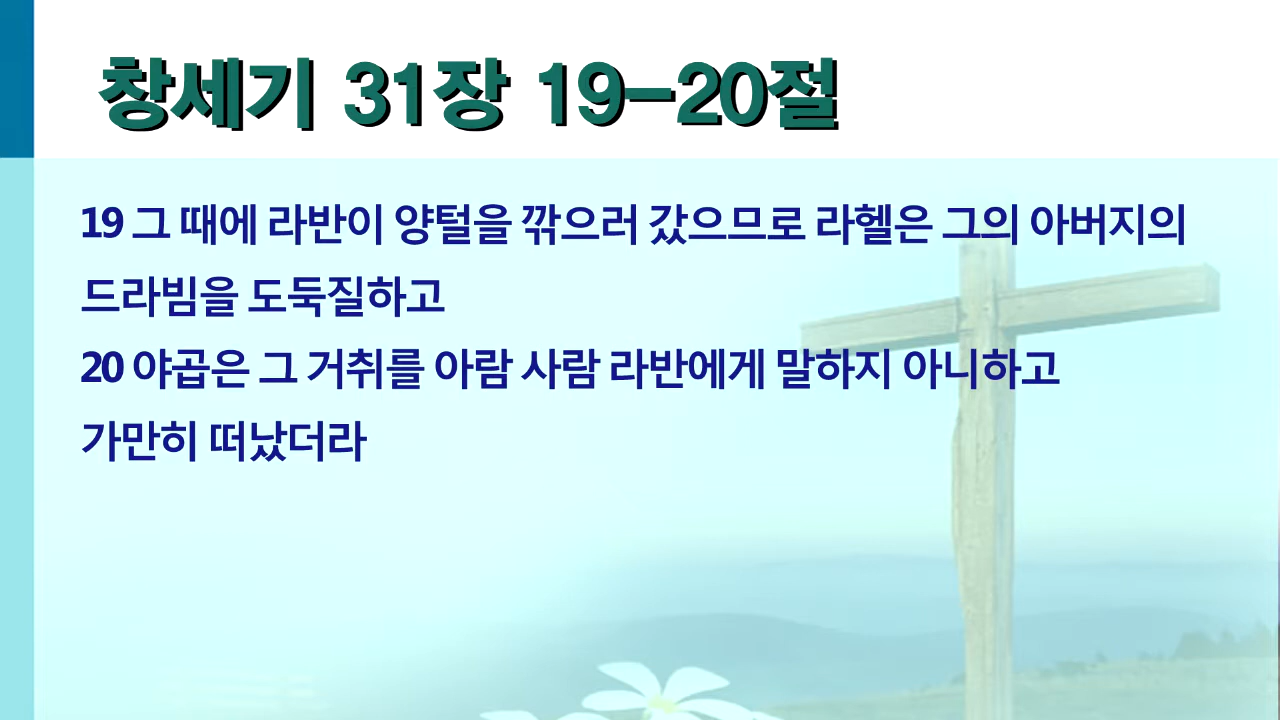 창세기 31장 19-20절
19 그 때에 라반이 양털을 깎으러 갔으므로 라헬은 그의 아버지의
드라빔을 도둑질하고
20 야곱은 그 거취를 아람 사람 라반에게 말하지 아니하고
가만히 떠났더라